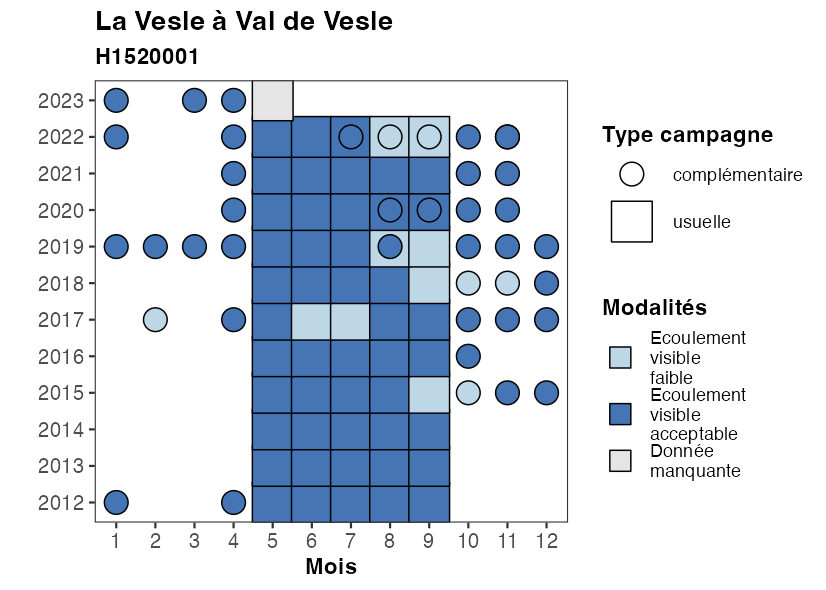 La Vesle à Val de Vesle
H1520001
2023
2022
2021
2020
2019
2018
2017
2016
2015
2014
2013
2012
1 2 3 4 5 6 7 8 9 10 11 12
Mois
Type campagne
complémentaire
usuelle
Modalités
Ecoulement
visible
faible
Ecoulement
visible
acceptable
Donnée
manquante